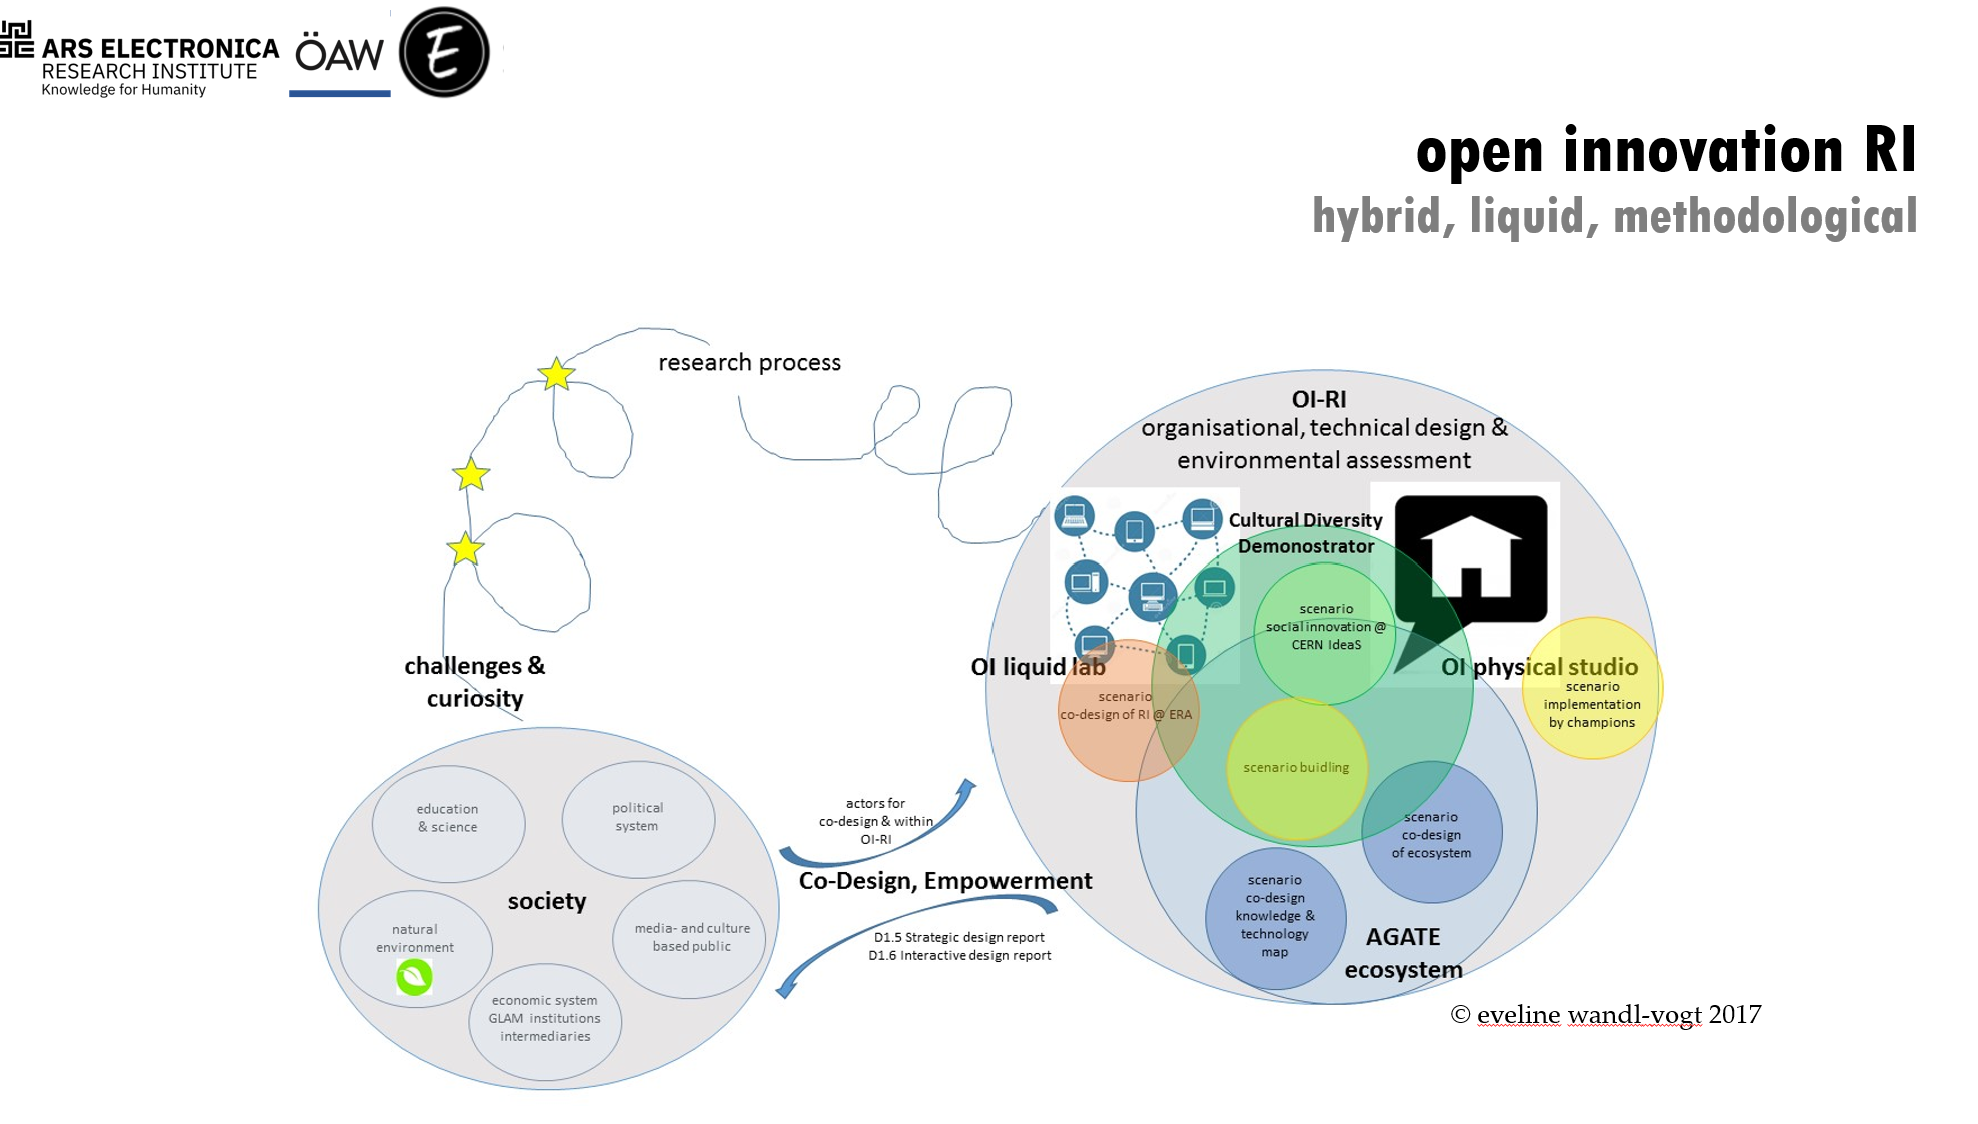 ARS ELECTRONICA
RESEARCH INSTITUTE
Knowledge for Humanity
ÖAW
E
open innovation RI
hybrid, liquid, methodological
research process
challenges &
curiosity
OI-RI
organisational, technical design &
environmental assessment
Cultural Diversity
Demonostrator
scenario
social innovation @
CERN IdeaS
OI liquid lab
scenario
co-design of RI @ ERA
OI physical studio
scenario
implementation
by champions
scenario buidling
scenario
co-design
of ecosystem
scenario
co-design
knowledge &
technology
map
AGATE
ecosystem
actors for
co-design & within
OI-RI
Co-Design, Empowerment
D1.5 Strategic design report
D1.6 Interactive design report
education
& science
political
system
society
natural
environment
media- and culture
based public
economic system
GLAM institutions
intermediaries
© eveline wandl-vogt 2017